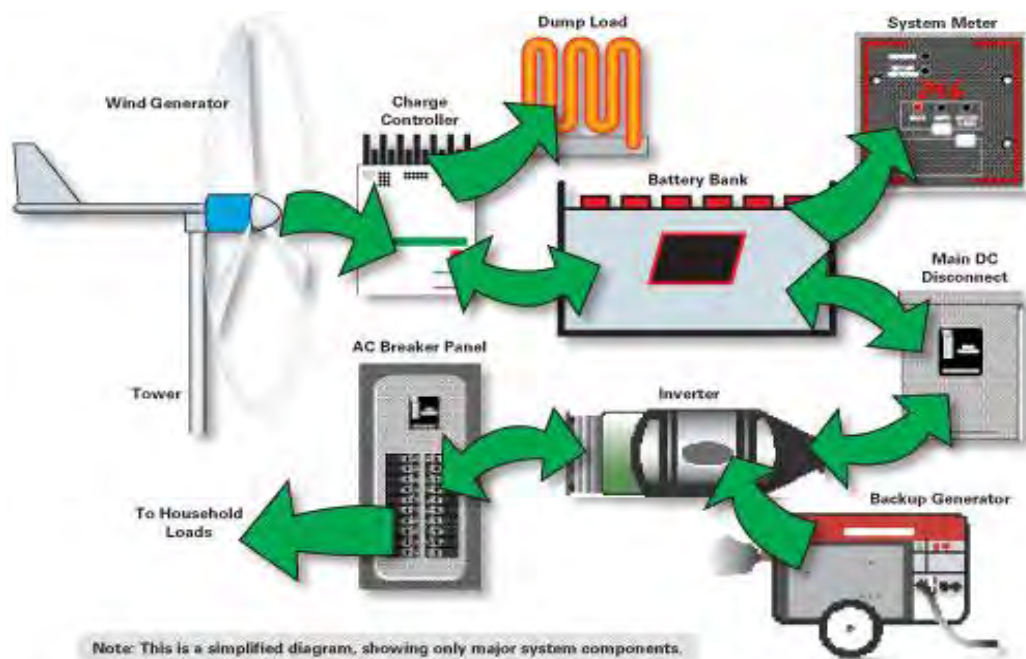 Dump Load
System Meter
Wind Generator
Charge
Controller
Battery Bank
Main DC
Disconnect
AC Breaker Panel
Tower
Inverter
Backup Generator
To Household
Loads
Note: This is a simplified diagram, showing only major system components.